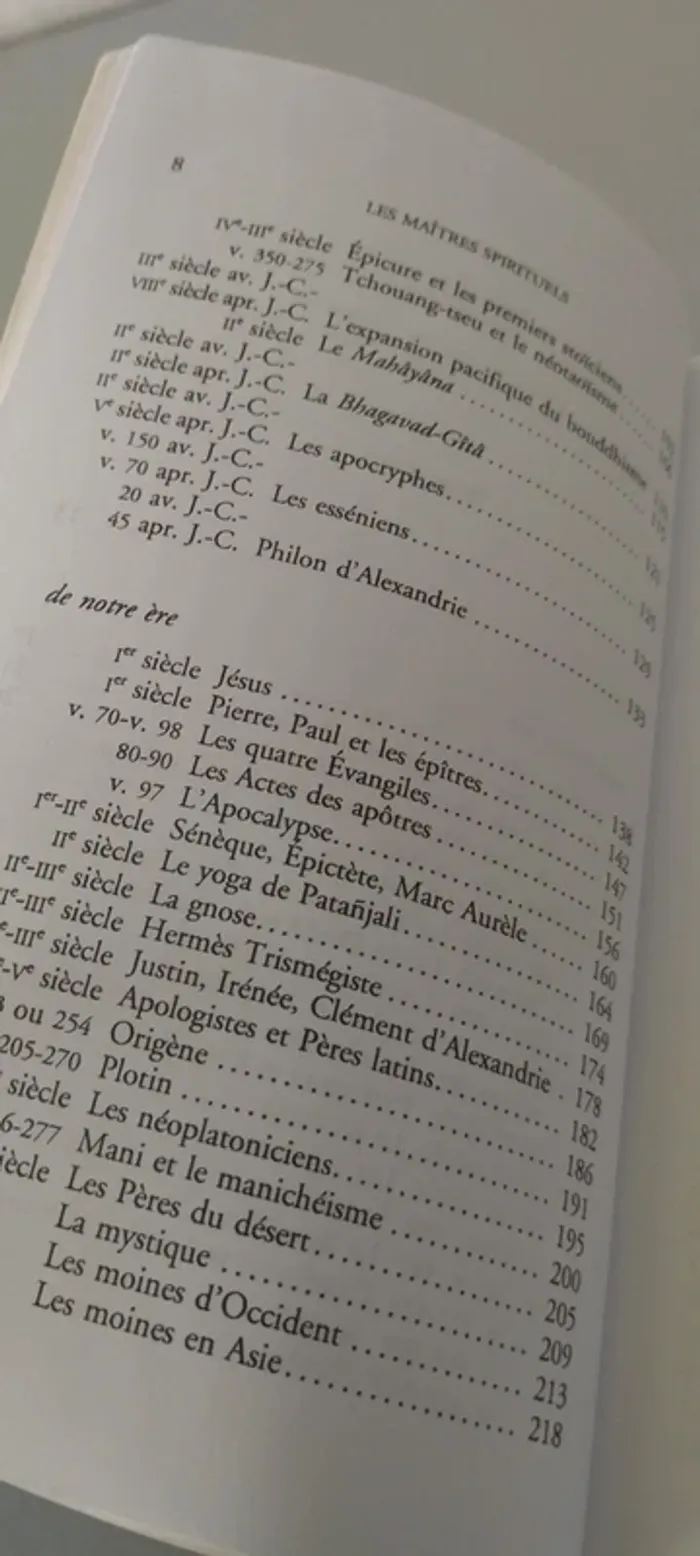 8
LES MAÎTRES SPIRITUELS
IVe-IIIe siècle Épicure et les premiers stoïciens
v. 350-275 Tchouang-tseu et le néotaoïsme
IIIe siècle av. J.-C.-
VIIIe siècle apr. J.-C. L'expansion pacifique du bouddhisme
IIe siècle Le Mahâyâna
IIe siècle av. J.-C.-
IIe siècle apr. J.-C. La Bhagavad-Gîtâ
IIe siècle av. J.-C.-
Ve siècle apr. J.-C. Les apocryphes
v. 150 av. J.-C.-
v. 70 apr. J.-C. Les esséniens 129
20 av. J.-C.-
45 apr. J.-C. Philon d'Alexandrie 133
de notre ère
Ier siècle Jésus 138
Ier siècle Pierre, Paul et les épîtres 142
v. 70-v. 98 Les quatre Évangiles 147
80-90 Les Actes des apôtres 151
v. 97 L'Apocalypse 156
Ier-IIe siècle Sénèque, Épictète, Marc Aurèle 160
IIe siècle Le yoga de Patañjali 164
IIe-IIIe siècle La gnose 169
-IIIe siècle Hermès Trismégiste 174
-IIIe siècle Justin, Irénée, Clément d'Alexandrie 178
-Ve siècle Apologistes et Pères latins 182
ou 254 Origène 186
205-270 Plotin 191
siècle Les néoplatoniciens 195
6-277 Mani et le manichéisme 200
iècle Les Pères du désert 205
La mystique 209
Les moines d'Occident 213
Les moines en Asie 218